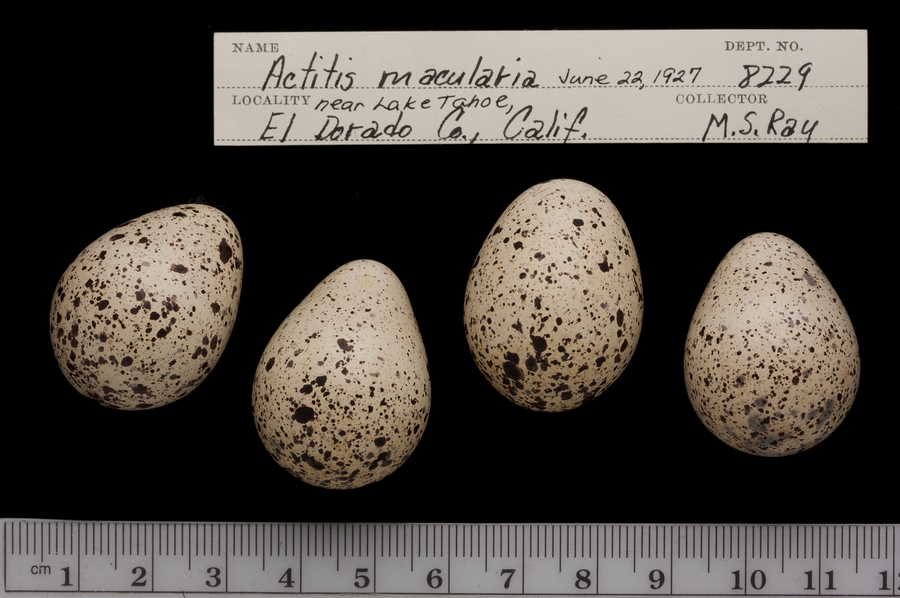 NAME DEPT. NO.
Actitis macularia June 22, 1927 8229
LOCALITY near Lake Tahoe, COLLECTOR
El Dorado Co., Calif. M.S. Ray
cm 1 2 3 4 5 6 7 8 9 10 11